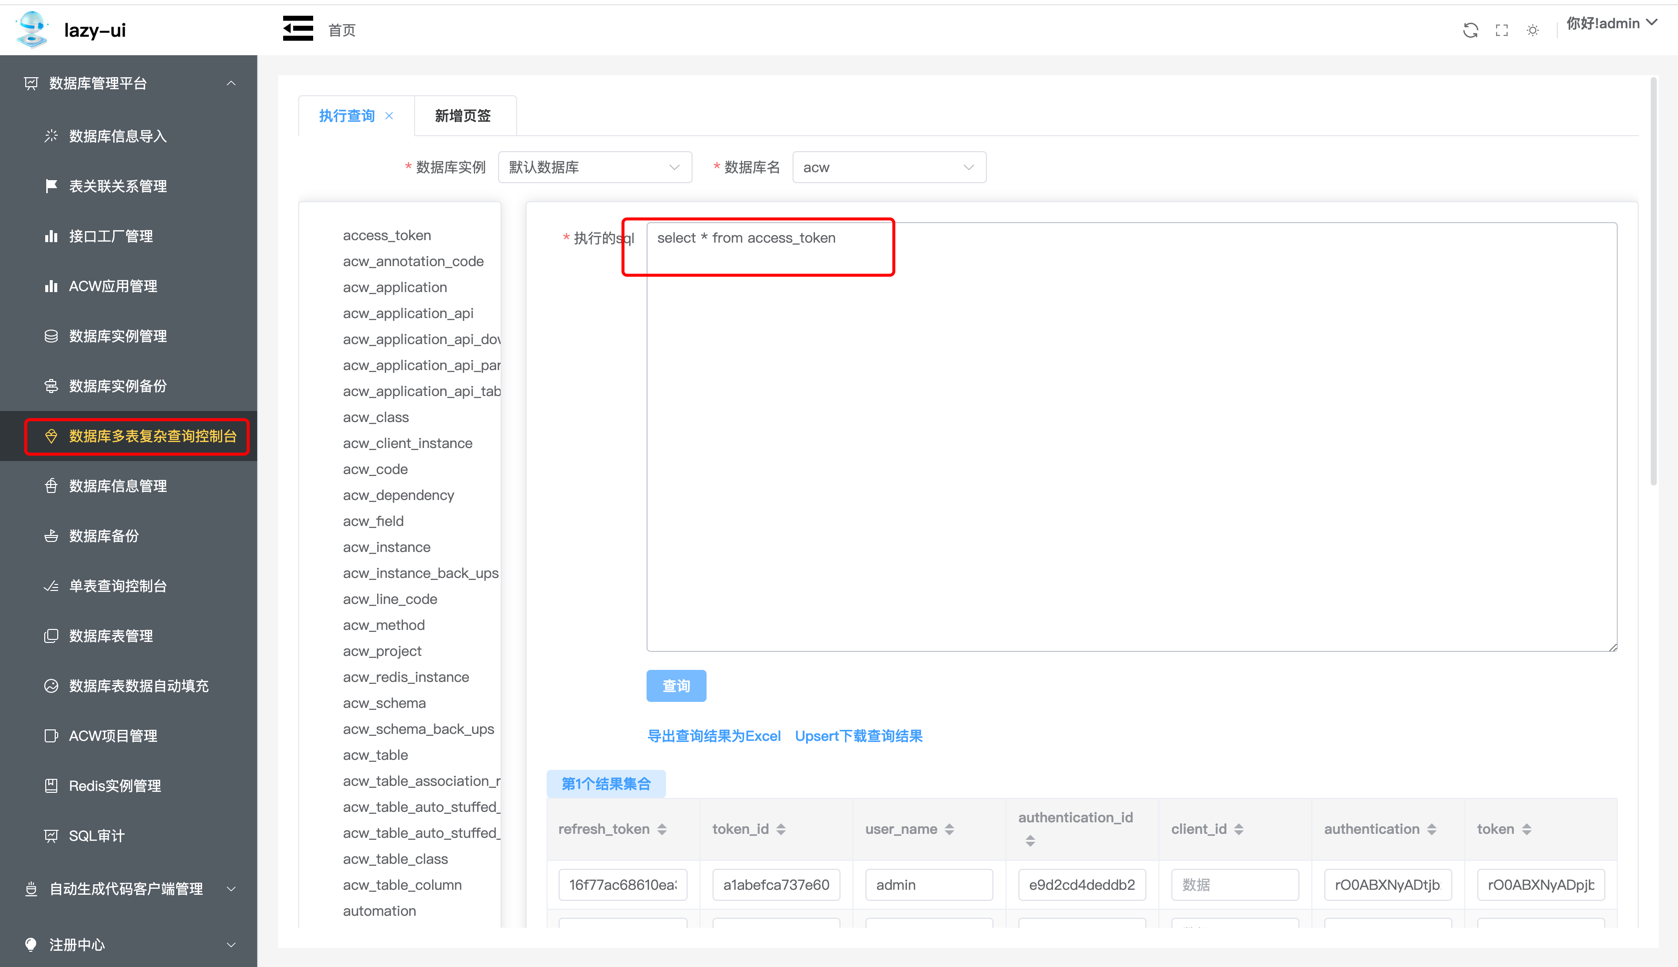 lazy-ui
首页
你好!admin
数据库管理平台
数据库信息导入
表关联关系管理
接口工厂管理
ACW应用管理
数据库实例管理
数据库实例备份
数据库多表复杂查询控制台
数据库信息管理
数据库备份
单表查询控制台
数据库表管理
数据库表数据自动填充
ACW项目管理
Redis实例管理
SQL审计
自动生成代码客户端管理
注册中心
执行查询
新增页签
* 数据库实例
默认数据库
* 数据库名
acw
access_token
acw_annotation_code
acw_application
acw_application_api
acw_application_api_dov
acw_application_api_par
acw_application_api_tab
acw_class
acw_client_instance
acw_code
acw_dependency
acw_field
acw_instance
acw_instance_back_ups
acw_line_code
acw_method
acw_project
acw_redis_instance
acw_schema
acw_schema_back_ups
acw_table
acw_table_association_r
acw_table_auto_stuffed_
acw_table_auto_stuffed_
acw_table_class
acw_table_column
automation
* 执行的sql
select * from access_token
查询
导出查询结果为Excel Upsert下载查询结果
第1个结果集合
refresh_token token_id user_name authentication_id client_id authentication token
16f77ac68610ea a1abefca737e60 admin e9d2cd4deddb2 数据 rO0ABXNyADtjb rO0ABXNyADpjb